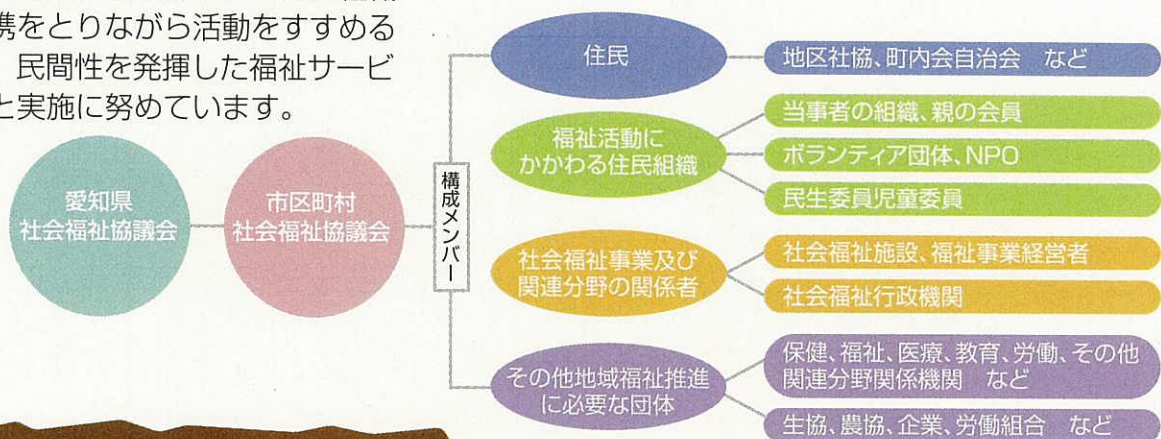 携をとりながら活動をすすめる
民間性を発揮した福祉サービ
と実施に努めています。
愛知県
社会福祉協議会
市区町村
社会福祉協議会
構成メンバー
住民
地区社協、町内会自治会　など
福祉活動に
かかわる住民組織
当事者の組織、親の会員
ボランティア団体、NPO
民生委員児童委員
社会福祉事業及び
関連分野の関係者
社会福祉施設、福祉事業経営者
社会福祉行政機関
その他地域福祉推進
に必要な団体
保健、福祉、医療、教育、労働、その他
関連分野関係機関　など
生協、農協、企業、労働組合　など